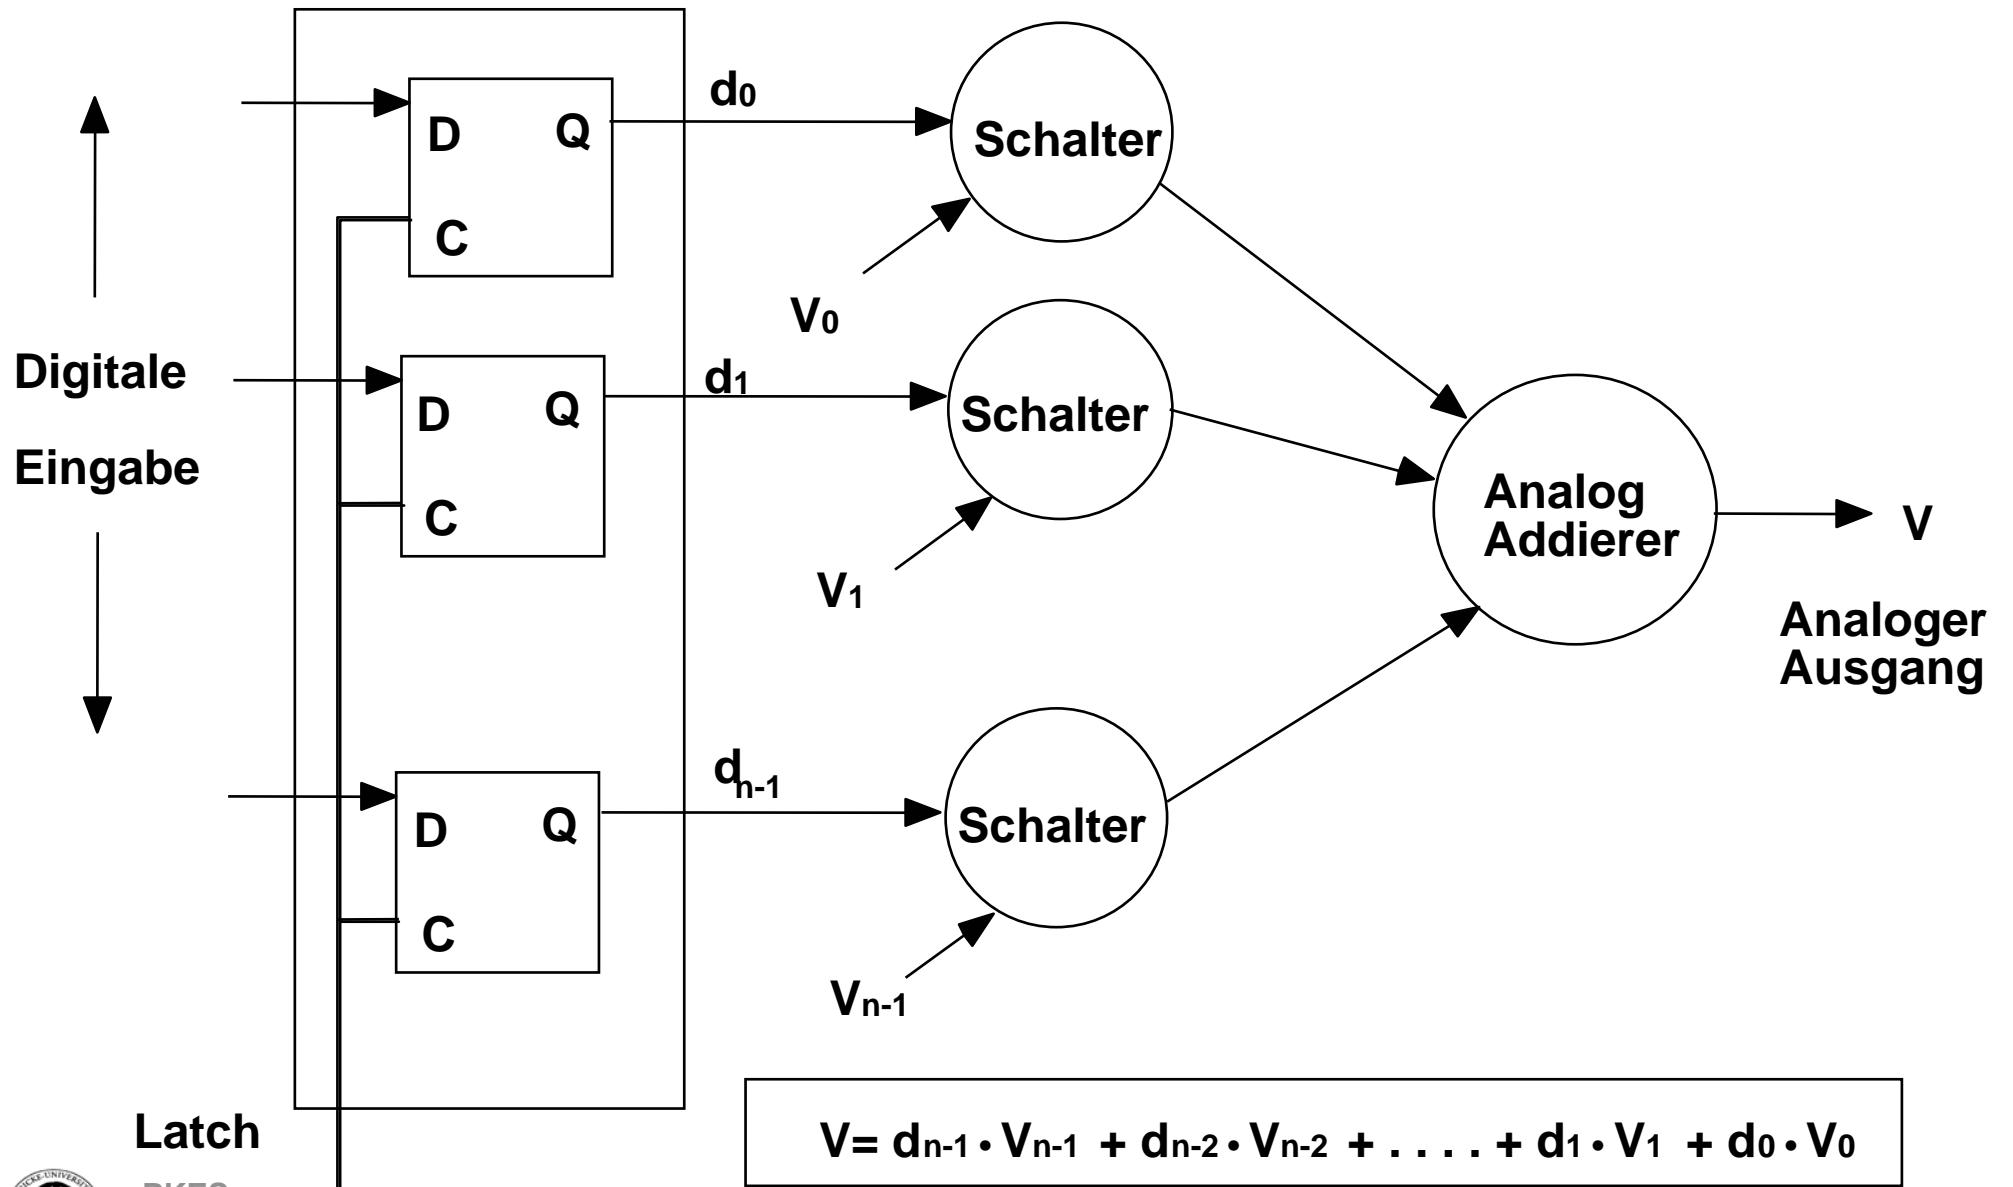 d0
D Q
Schalter
C
V0
Digitale
d1
D Q
Schalter
Eingabe
C
Analog
Addierer
V
V1
Analoger
Ausgang
dn-1
D Q
Schalter
C
Vn-1
Latch
V= dn-1 • Vn-1 + dn-2 • Vn-2 + . . . . + d1 • V1 + d0 • V0